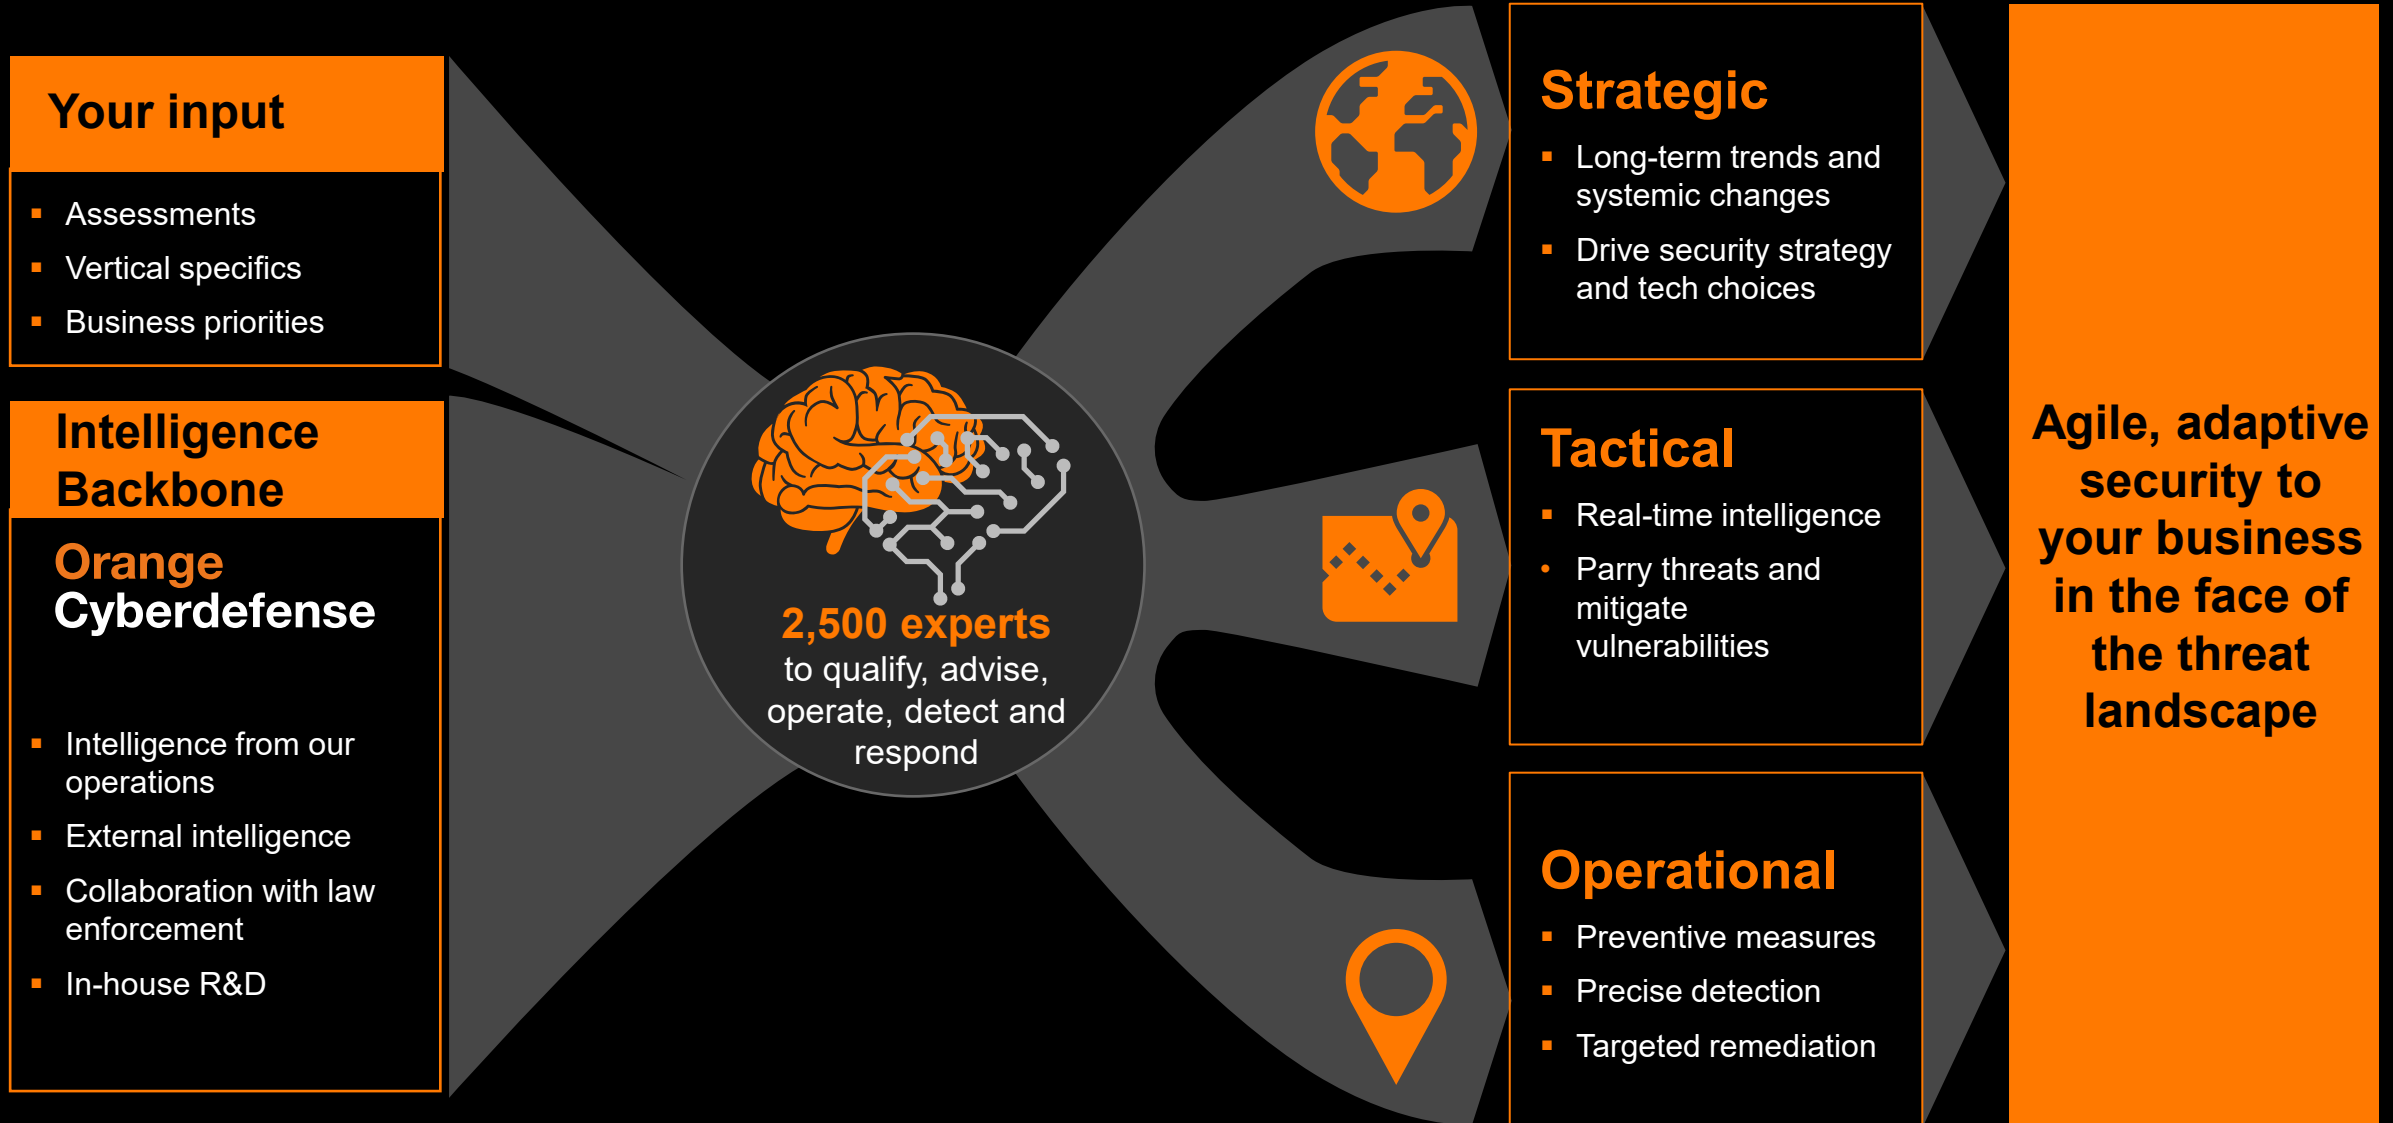 Your input
Assessments
Vertical specifics
Business priorities
Intelligence
Backbone
Orange
Cyberdefense
Intelligence from our
operations
External intelligence
Collaboration with law
enforcement
In-house R&D
2,500 experts
to qualify, advise,
operate, detect and
respond
Strategic
Long-term trends and
systemic changes
Drive security strategy
and tech choices
Tactical
Real-time intelligence
Parry threats and
mitigate
vulnerabilities
Operational
Preventive measures
Precise detection
Targeted remediation
Agile, adaptive
security to
your business
in the face of
the threat
landscape